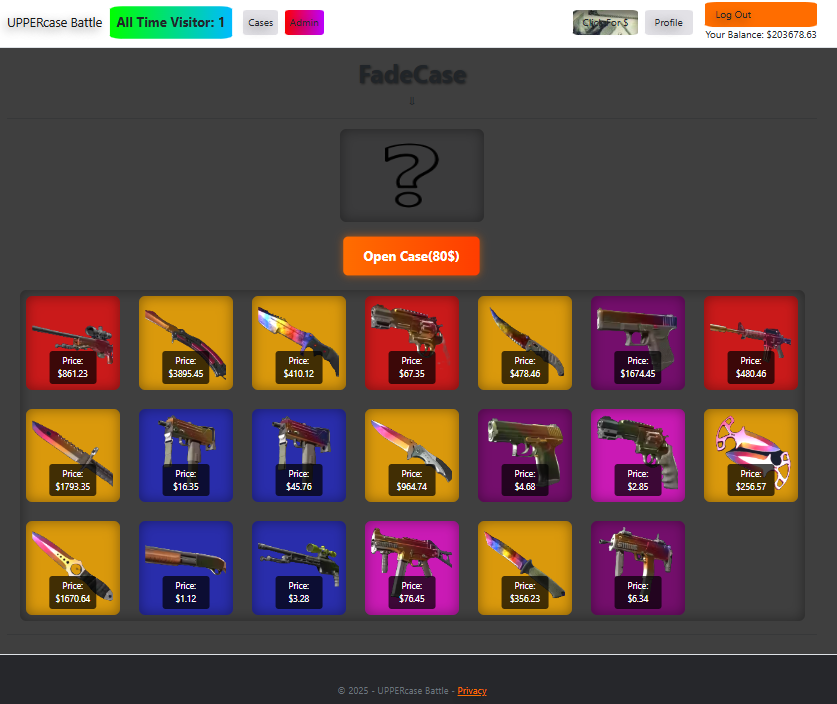 UPPERcase Battle
All Time Visitor: 1
Cases
Admin
Click For $
Profile
Log Out
Your Balance: $203678.63
FadeCase
?
Open Case(80$)
Price:
$861.23
Price:
$3895.45
Price:
$410.12
Price:
$67.35
Price:
$478.46
Price:
$1674.45
Price:
$480.46
Price:
$1793.35
Price:
$16.35
Price:
$45.76
Price:
$964.74
Price:
$4.68
Price:
$2.85
Price:
$256.57
Price:
$1670.64
Price:
$1.12
Price:
$3.28
Price:
$76.45
Price:
$356.23
Price:
$6.34
© 2025 - UPPERcase Battle - Privacy